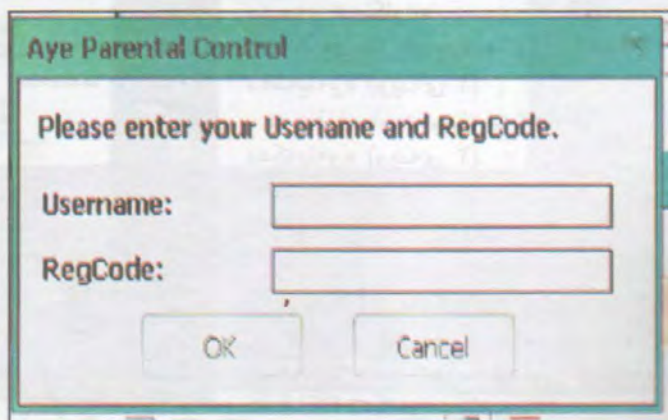 Aye Parental Control
Please enter your Usename and RegCode.
Username:
RegCode:
OK Cancel